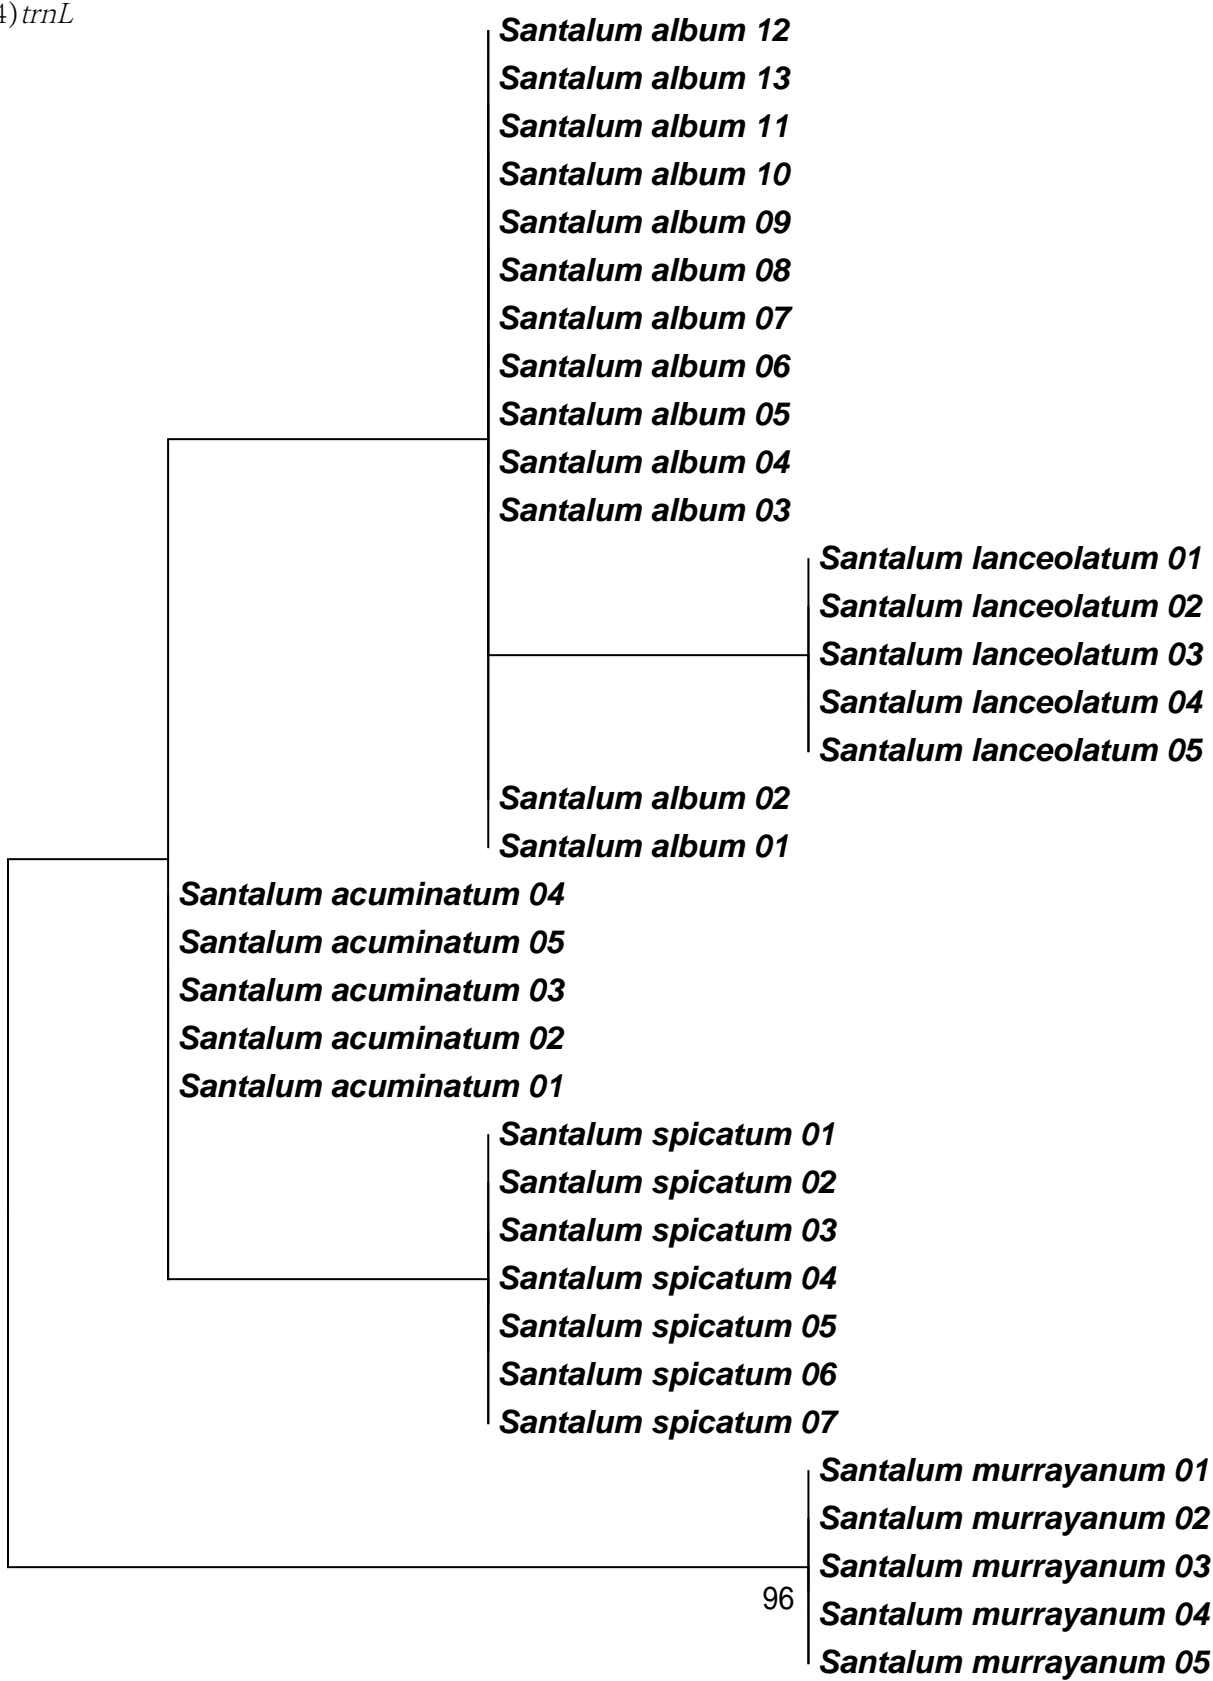 4) trnL
Santalum album 12
Santalum album 13
Santalum album 11
Santalum album 10
Santalum album 09
Santalum album 08
Santalum album 07
Santalum album 06
Santalum album 05
Santalum album 04
Santalum album 03
Santalum lanceolatum 01
Santalum lanceolatum 02
Santalum lanceolatum 03
Santalum lanceolatum 04
Santalum lanceolatum 05
Santalum album 02
Santalum album 01
Santalum acuminatum 04
Santalum acuminatum 05
Santalum acuminatum 03
Santalum acuminatum 02
Santalum acuminatum 01
Santalum spicatum 01
Santalum spicatum 02
Santalum spicatum 03
Santalum spicatum 04
Santalum spicatum 05
Santalum spicatum 06
Santalum spicatum 07
Santalum murrayanum 01
Santalum murrayanum 02
Santalum murrayanum 03
96
Santalum murrayanum 04
Santalum murrayanum 05